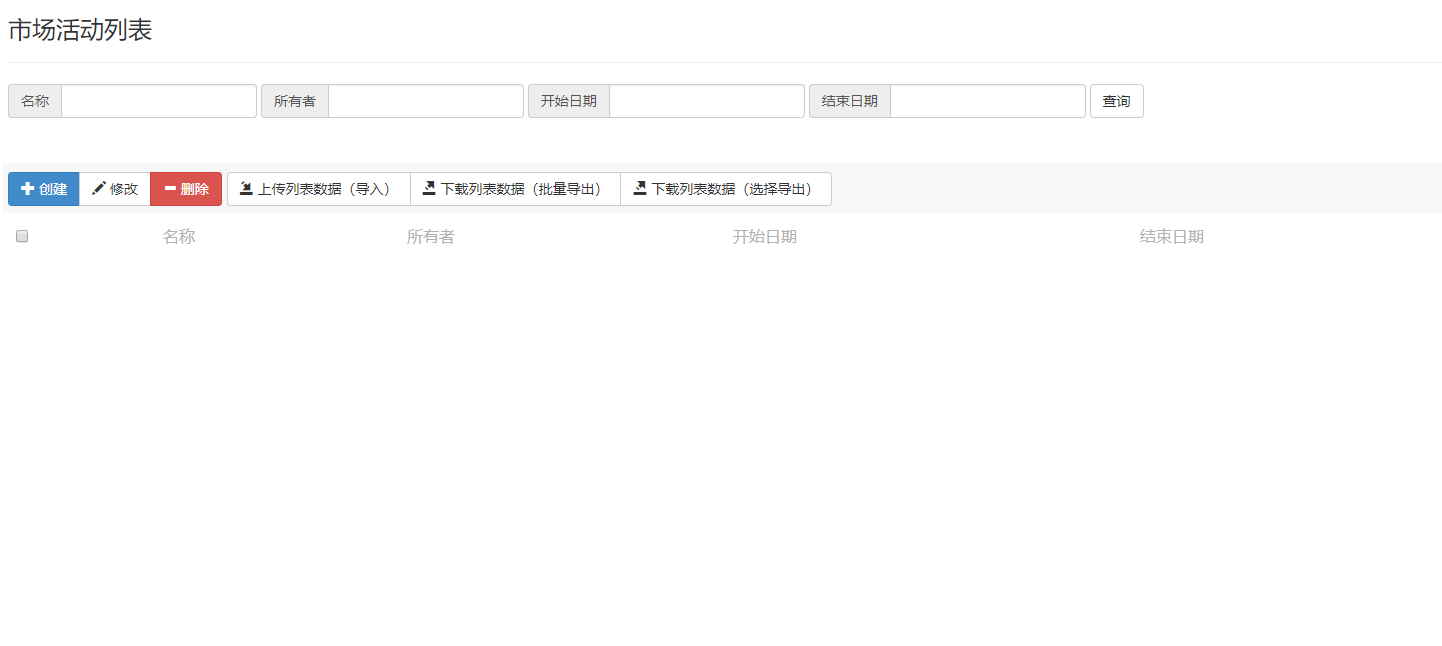 市场活动列表
名称 所有者 开始日期 结束日期 查询
创建 修改 删除 上传列表数据（导入） 下载列表数据（批量导出） 下载列表数据（选择导出）
名称 所有者 开始日期 结束日期